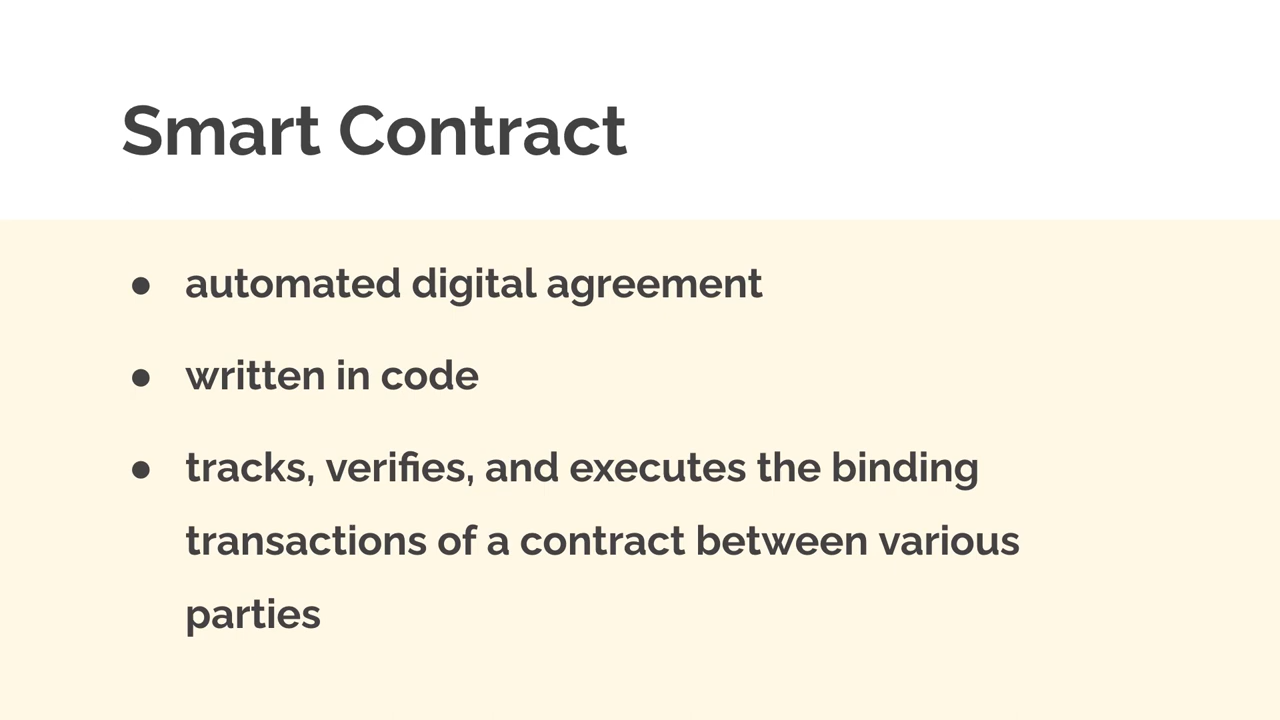 Smart Contract
● automated digital agreement
● written in code
● tracks, verifies, and executes the binding
transactions of a contract between various
parties